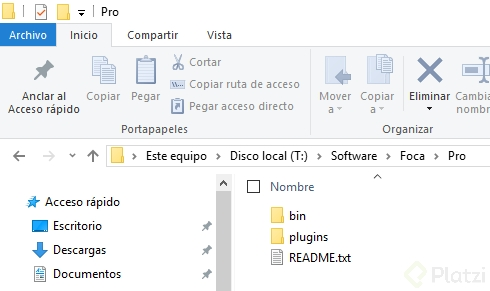 Pro
Archivo Inicio Compartir Vista
Anclar al Acceso rápido
Copiar
Pegar
Cortar
Copiar ruta de acceso
Pegar acceso directo
Mover a
Copiar a
Eliminar
Cambia nombre
Portapapeles Organizar
Este equipo Disco local (T:) Software Foca Pro
Acceso rápido
Escritorio
Descargas
Documentos
Nombre
bin
plugins
README.txt
Platzi